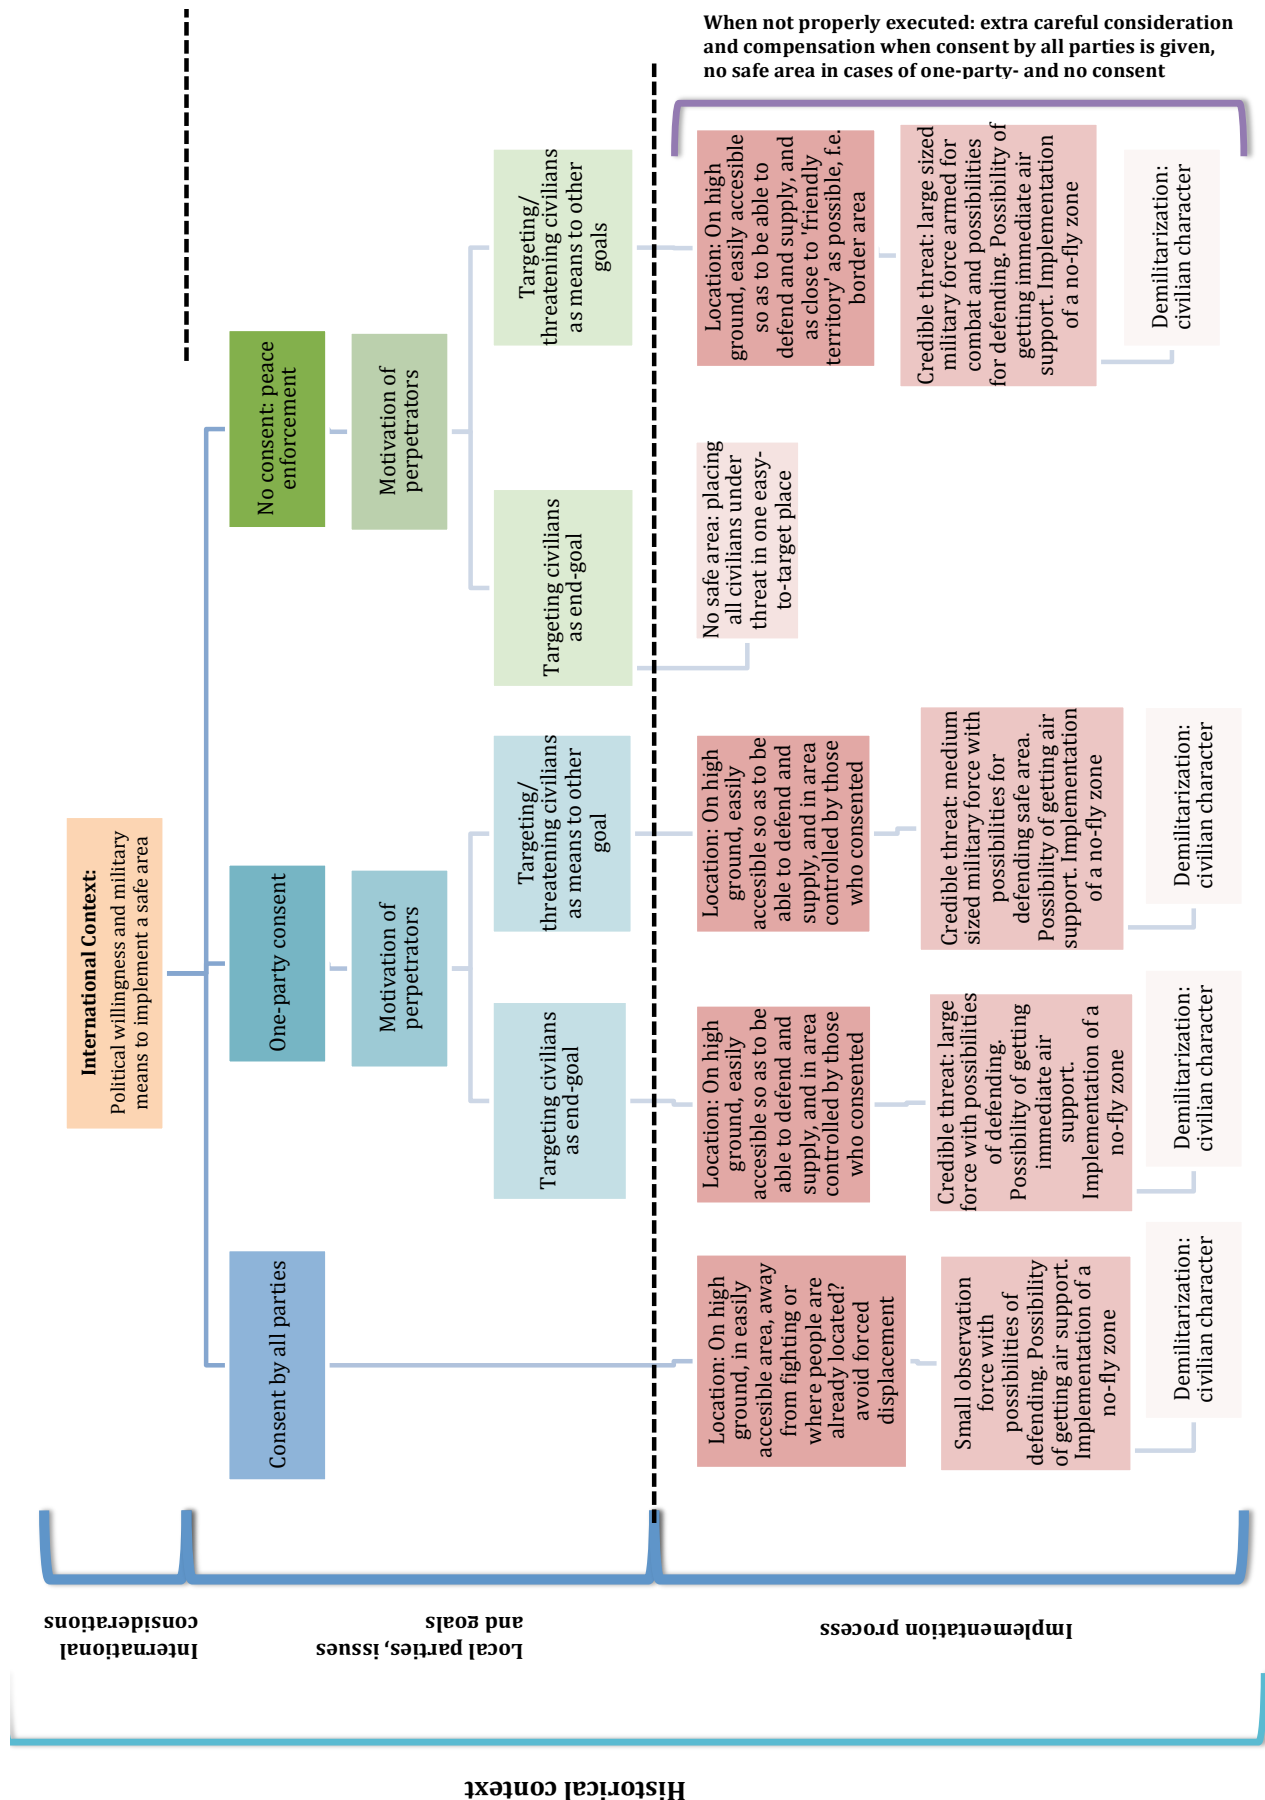 When not properly executed: extra careful consideration
and compensation when consent by all parties is given,
no safe area in cases of one-party- and no consent
International Context:
Political willingness and military
means to implement a safe area
Consent by all parties
One-party consent
No consent: peace
enforcement
Motivation of
perpetrators
Motivation of
perpetrators
Targeting civilians
as end-goal
Targeting/
threatening civilians
as means to other
goal
Targeting civilians
as end-goal
Targeting/
threatening civilians
as means to other
goals
Location: On high
ground, in easily
accesible area, away
from fighting or
where people are
already located?
avoid forced
displacement
Location: On high
ground, easily
accesible so as to be
able to defend and
supply, and in area
controlled by those
who consented
Location: On high
ground, easily
accesible so as to be
able to defend and
supply, and in area
controlled by those
who consented
No safe area: placing
all civilians under
threat in one easy-
to-target place
Location: On high
ground, easily accesible
so as to be able to
defend and supply, and
as close to 'friendly
territory' as possible, f.e.
border area
Small observation
force with
possibilities of
defending. Possibility
of getting air support.
Implementation of a
no-fly zone
Credible threat: large
force with possibilities
of defending.
Possibility of getting
immediate air
support.
Implementation of a
no-fly zone
Credible threat: medium
sized military force with
possibilities for
defending safe area.
Possibility of getting air
support. Implementation
of a no-fly zone
Credible threat: large sized
military force armed for
combat and possibilities
for defending. Possibility of
getting immediate air
support. Implementation
of a no-fly zone
Demilitarization:
civilian character
Demilitarization:
civilian character
Demilitarization:
civilian character
Demilitarization:
civilian character
International
considerations
Local parties, issues
and goals
Implementation process
Historical context